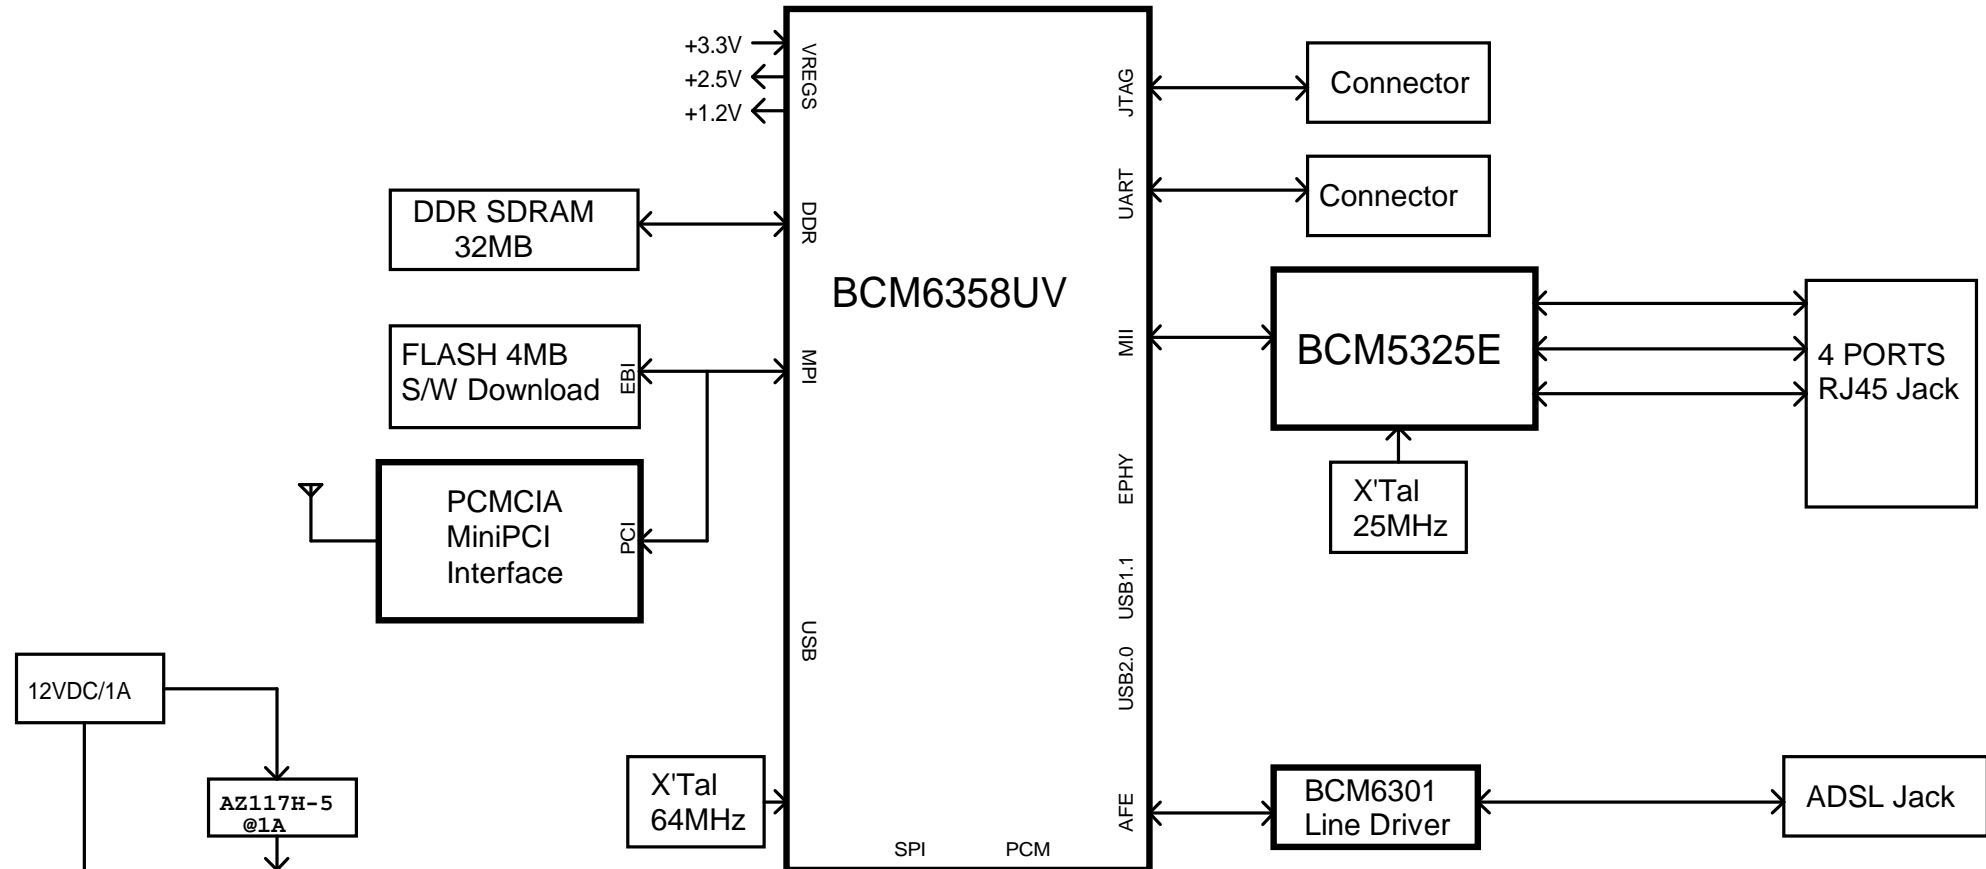 +3.3V
+2.5V
+1.2V
VREGS
JTAG
Connector
UART
Connector
DDR SDRAM
32MB
DDR
BCM6358UV
FLASH 4MB
S/W Download
EBI
MPI
MII
BCM5325E
4 PORTS
RJ45 Jack
X'Tal
25MHz
PCMCIA
MiniPCI
Interface
PCI
EPHY
USB1.1
USB
USB2.0
12VDC/1A
AZ117H-5
@1A
X'Tal
64MHz
AFE
BCM6301
Line Driver
ADSL Jack
SPI
PCM